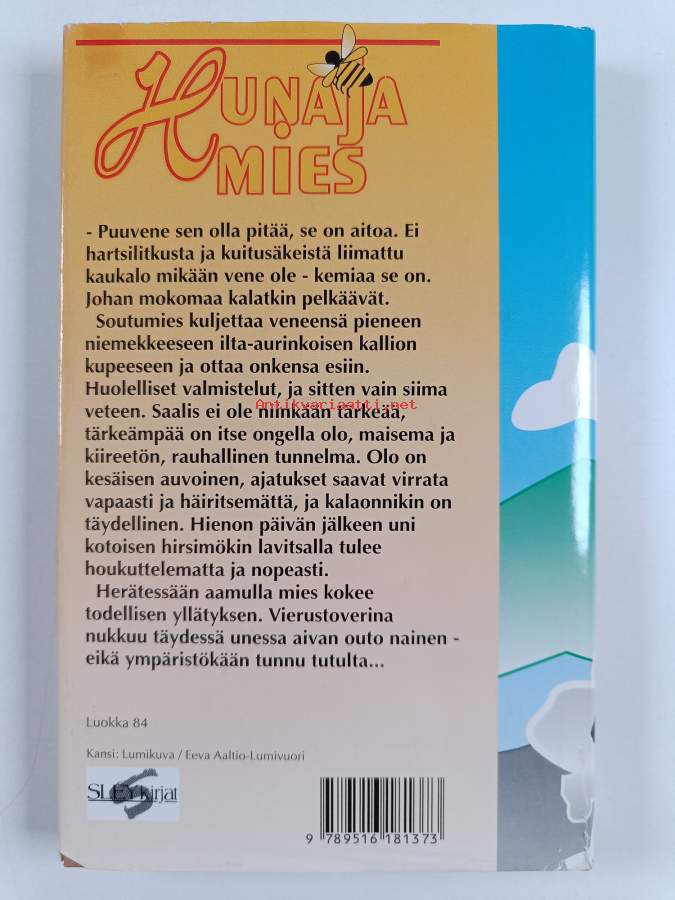 HUNAJA
MIES
- Puuvene sen olla pitää, se on aitoa. Ei
hartsilitkusta ja kuitusäkeistä liimattu
kaukalo mikään vene ole - kemiaa se on.
Johan mokomaa kalatkin pelkäävät.
Soutumies kuljettaa veneensä pieneen
niemekkeeseen ilta-aurinkoisen kallion
kupeeseen ja ottaa onkensa esiin.
Huolelliset valmistelut, ja sitten vain siima
veteen. Saalis ei ole niinkään tärkeää,
Antikvariaatti.net
tärkeämpää on itse ongella olo, maisema ja
kiireetön, rauhallinen tunnelma. Olo on
kesäisen auvoinen, ajatukset saavat virrata
vapaasti ja häiritsemättä, ja kalaonnikin on
täydellinen. Hienon päivän jälkeen uni
kotoisen hirsimökin lavitsalla tulee
houkuttelematta ja nopeasti.
Herätessään aamulla mies kokee
todellisen yllätyksen. Vierustoverina
nukkuu täydessä unessa aivan outo nainen -
eikä ympäristökään tunnu tutulta...
Luokka 84
Kansi: Lumikuva / Eeva Aaltio-Lumivuori
SLEY kirjat
9 789516 181373